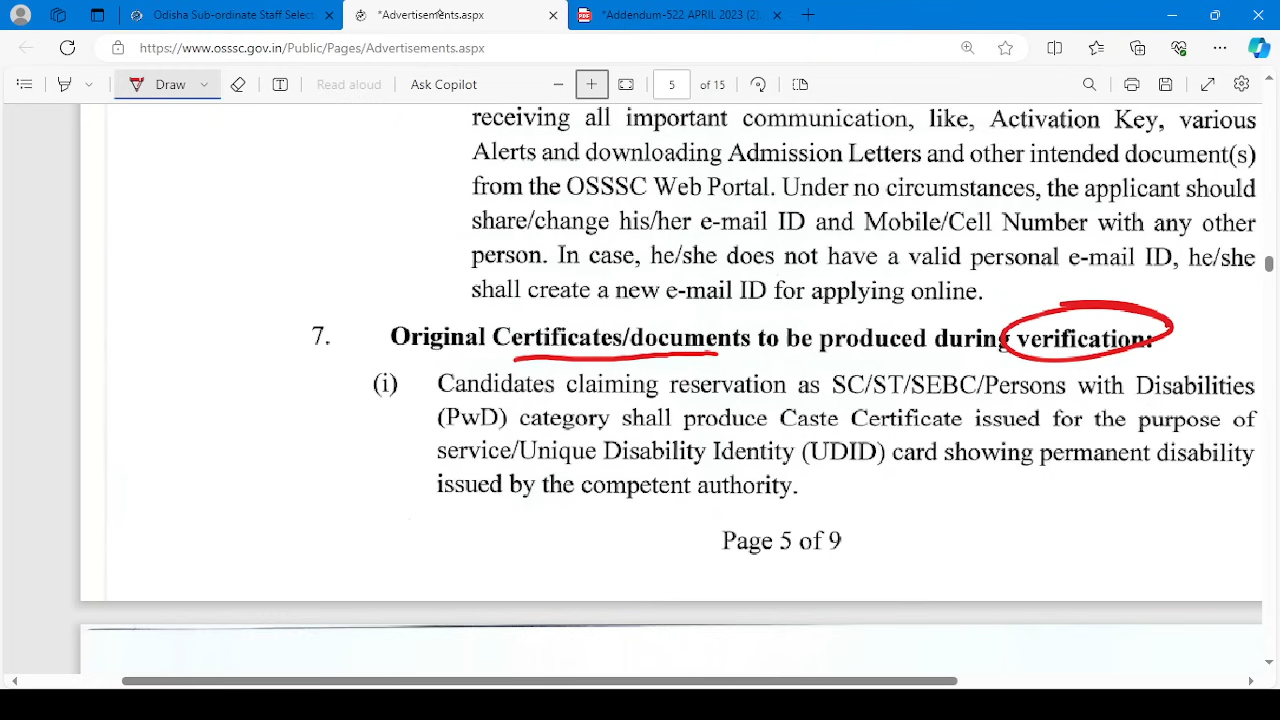 Odisha Sub-ordinate Staff Select
*Advertisements.aspx
*Addendum-522 APRIL 2023 (2)
https://www.osssc.gov.in/Public/Pages/Advertisements.aspx
Draw
Read aloud
Ask Copilot
5
of 15
receiving all important communication, like, Activation Key, various
Alerts and downloading Admission Letters and other intended document(s)
from the OSSSC Web Portal. Under no circumstances, the applicant should
share/change his/her e-mail ID and Mobile/Cell Number with any other
person. In case, he/she does not have a valid personal e-mail ID, he/she
shall create a new e-mail ID for applying online.
7. Original Certificates/documents to be produced during verification:
(i) Candidates claiming reservation as SC/ST/SEBC/Persons with Disabilities
(PwD) category shall produce Caste Certificate issued for the purpose of
service/Unique Disability Identity (UDID) card showing permanent disability
issued by the competent authority.
Page 5 of 9